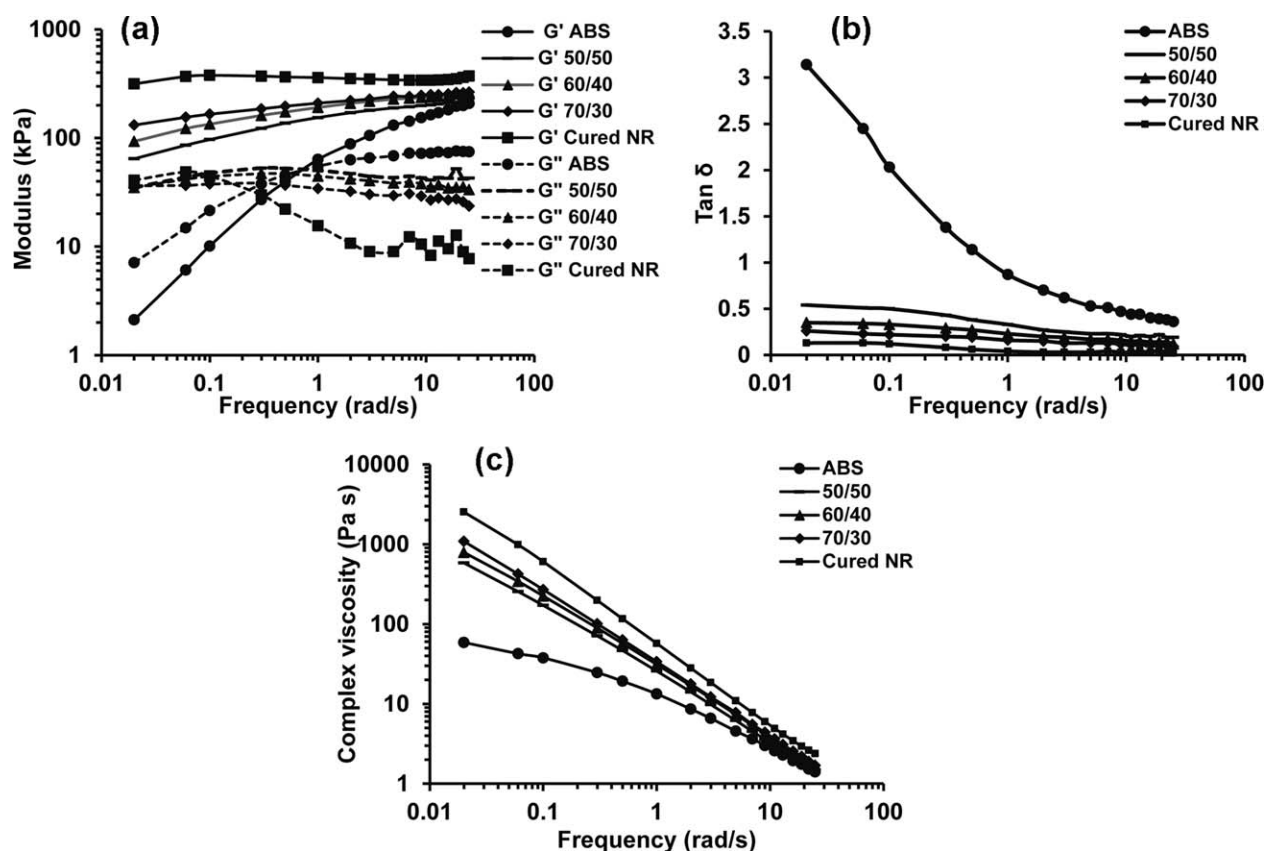 (a)
Modulus (kPa)
1000
100
10
1
0.01 0.1 1 10 100
Frequency (rad/s)
G' ABS
G' 50/50
G' 60/40
G' 70/30
G' Cured NR
G" ABS
G" 50/50
G" 60/40
G" 70/30
G" Cured NR
(b)
Tan δ
3.5
3
2.5
2
1.5
1
0.5
0
0.01 0.1 1 10 100
Frequency (rad/s)
ABS
50/50
60/40
70/30
Cured NR
(c)
Complex viscosity (Pa s)
10000
1000
100
10
1
0.01 0.1 1 10 100
Frequency (rad/s)
ABS
50/50
60/40
70/30
Cured NR